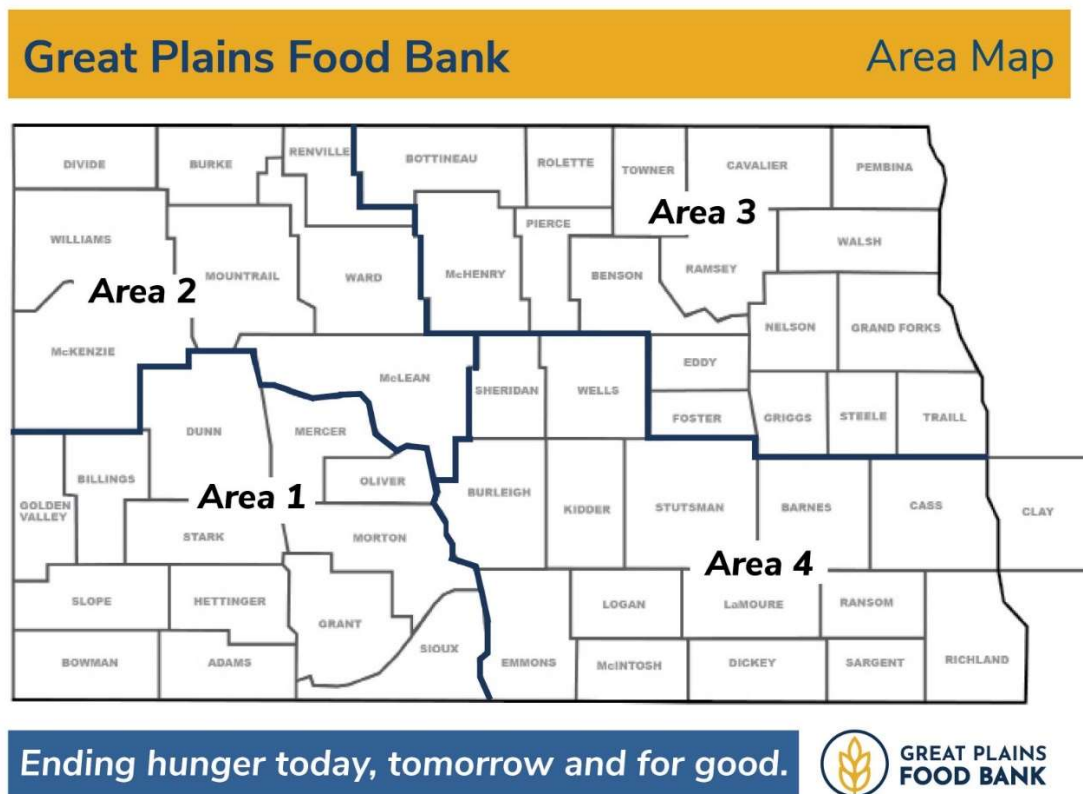 Great Plains Food Bank
Area Map
DIVIDE
BURKE
RENVILLE
BOTTINEAU
ROLETTE
TOWNER
CAVALIER
PEMBINA
Area 3
WILLIAMS
MOUNTRAIL
WARD
McHENRY
PIERCE
BENSON
RAMSEY
WALSH
Area 2
NELSON
GRAND FORKS
McKENZIE
McLEAN
SHERIDAN
WELLS
EDDY
FOSTER
GRIGGS
STEELE
TRAILL
DUNN
MERCER
BILLINGS
OLIVER
GOLDEN
VALLEY
Area 1
BURLEIGH
KIDDER
STUTSMAN
BARNES
CASS
CLAY
STARK
MORTON
Area 4
SLOPE
HETTINGER
GRANT
LOGAN
LaMOURE
RANSOM
BOWMAN
ADAMS
SIOUX
EMMONS
McINTOSH
DICKEY
SARGENT
RICHLAND
Ending hunger today, tomorrow and for good.
GREAT PLAINS
FOOD BANK